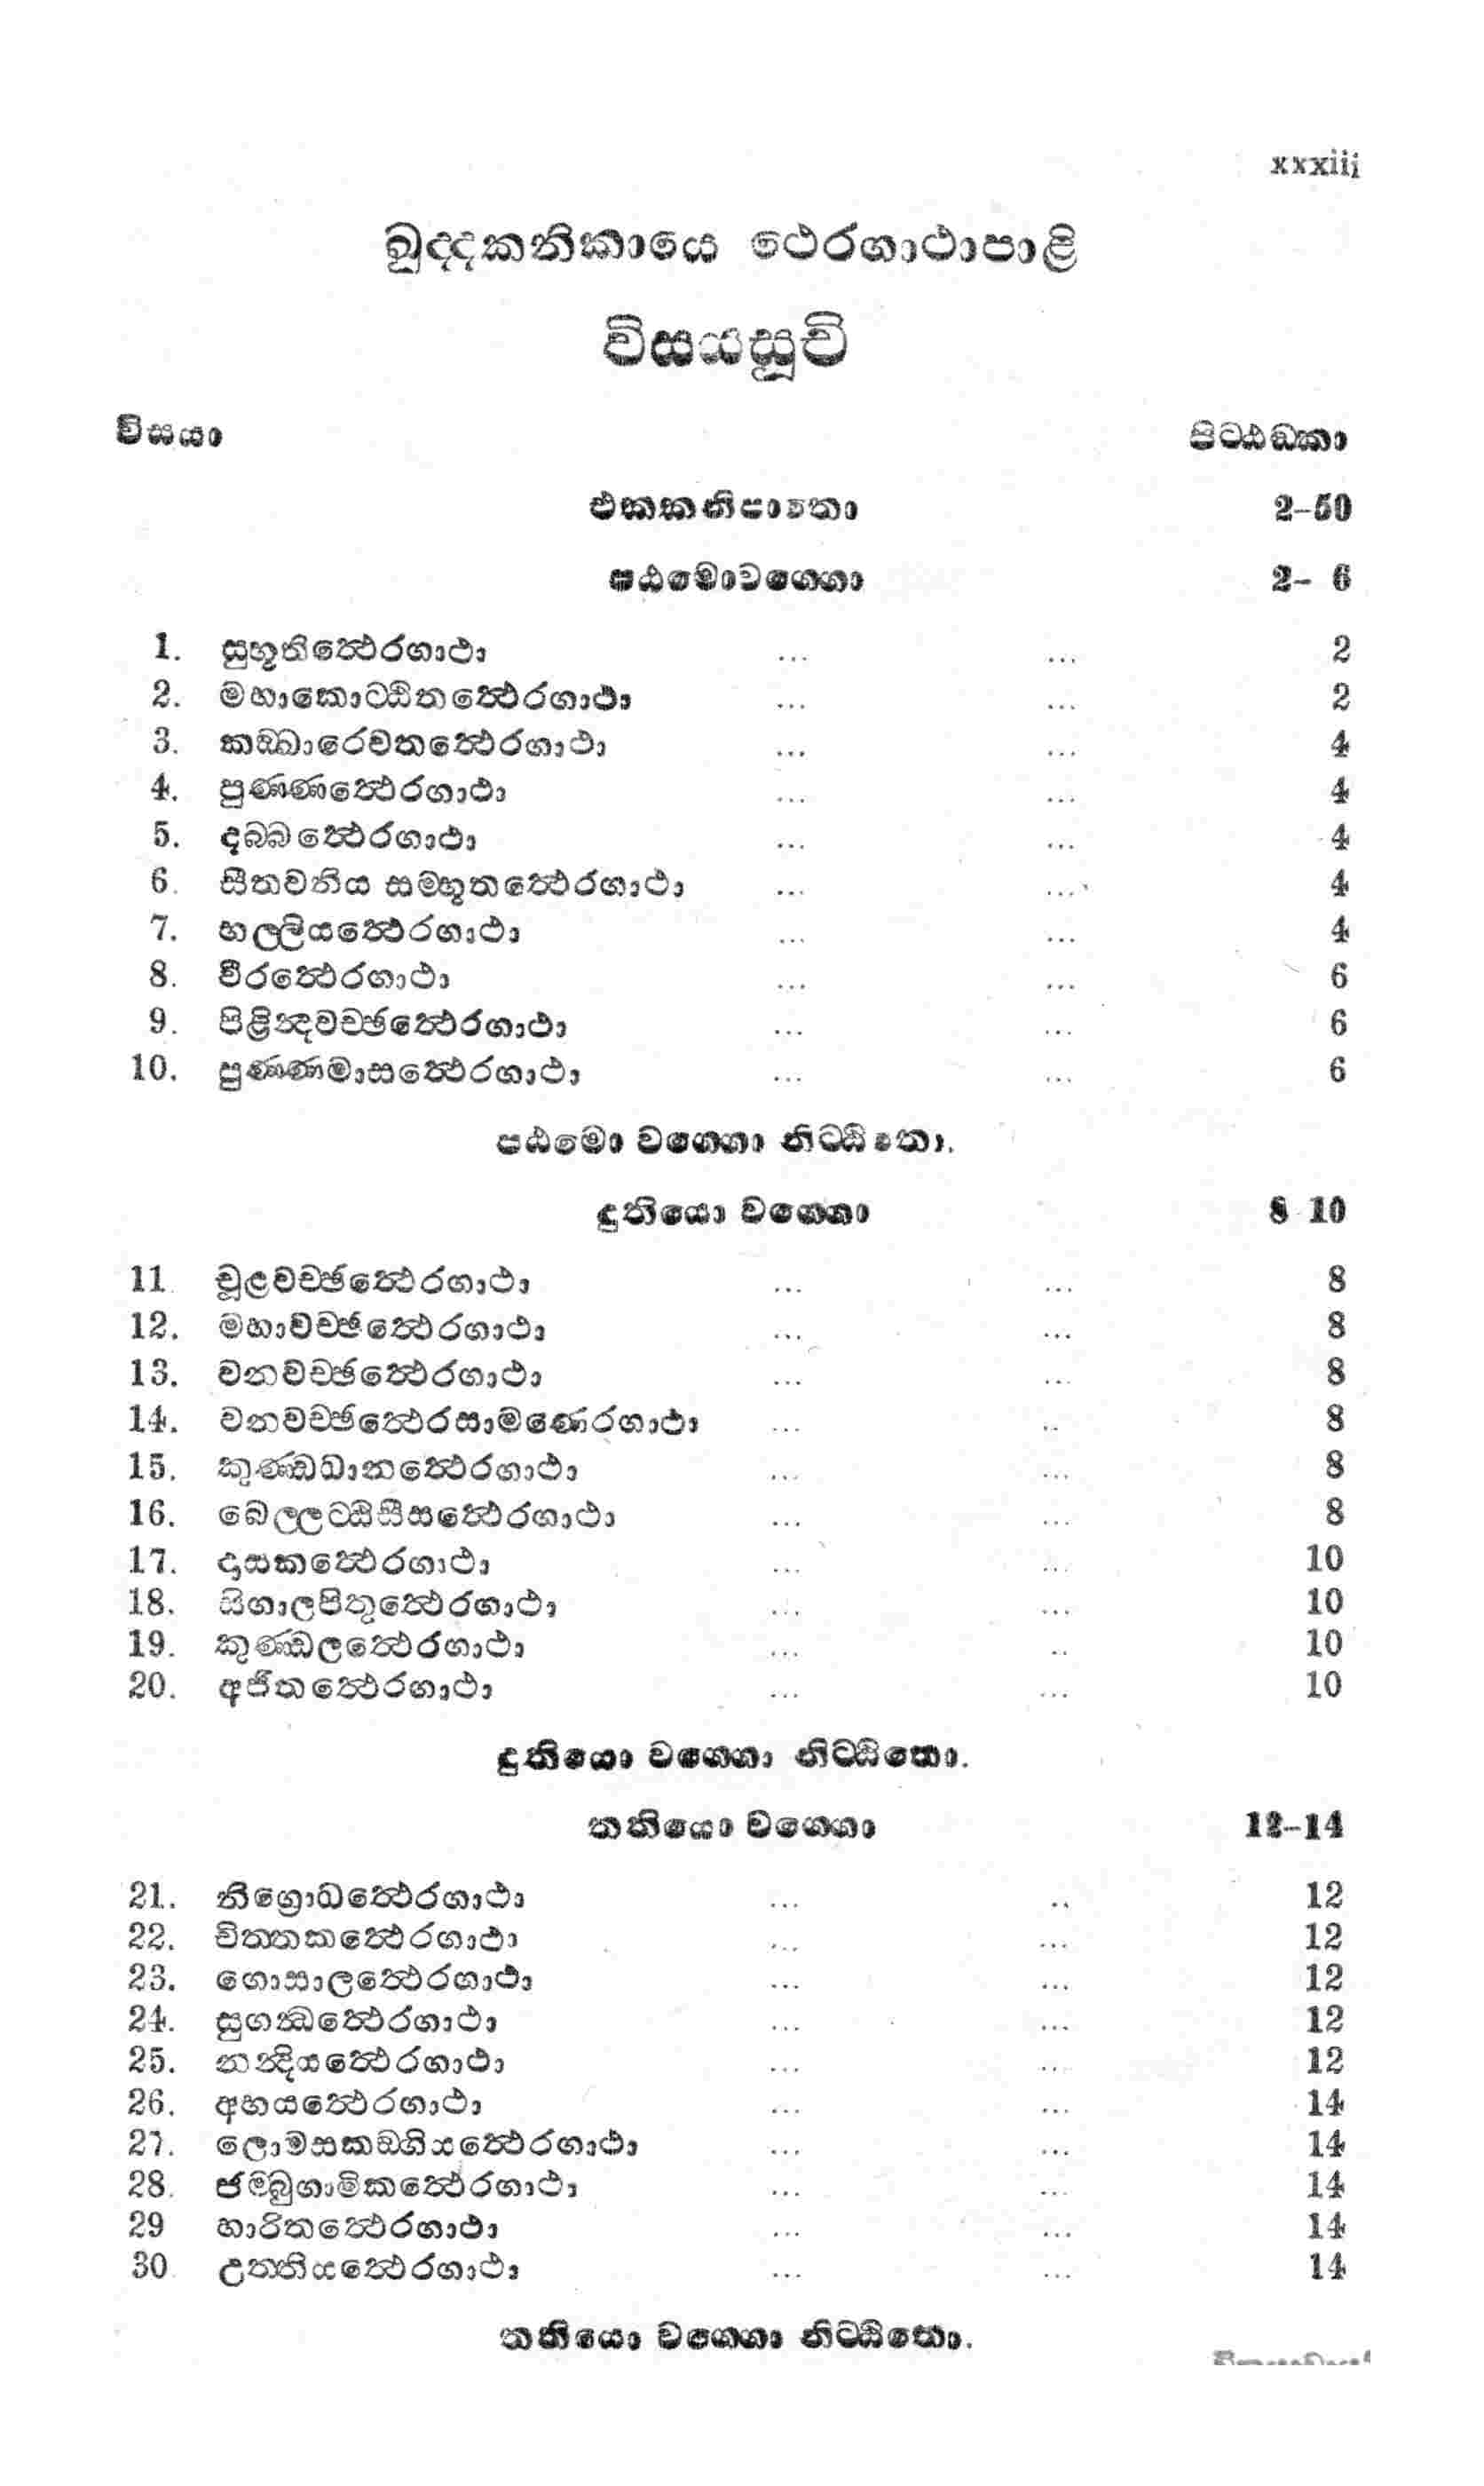 xxxiii
ඛුද්දකනිකායෙ ථෙරගාථාපාළි
විසයසූචි
විසයා පිට්ඨඞ්කා
එකකනිපාතො 2–50
පඨමොවග්ගො 2– 6
1. සුභූතිත්ථෙරගාථා ... ... 2
2. මහාකොට්ඨිතත්ථෙරගාථා ... ... 2
3. කඞ්ඛාරෙවතත්ථෙරගාථා ... ... 4
4. පුණ්ණත්ථෙරගාථා ... ... 4
5. දබ්බත්ථෙරගාථා ... ... 4
6. සීතවනිය සම්භූතත්ථෙරගාථා ... ... 4
7. භල්ලියත්ථෙරගාථා ... ... 4
8. වීරත්ථෙරගාථා ... ... 6
9. පිළින්දවච්ඡත්ථෙරගාථා ... ... 6
10. පුණ්ණමාසත්ථෙරගාථා ... ... 6
පඨමො වග්ගො නිට්ඨිතො.
දුතියො වග්ගො 8 10
11. චූළවච්ඡත්ථෙරගාථා ... ... 8
12. මහාවච්ඡත්ථෙරගාථා ... ... 8
13. වනවච්ඡත්ථෙරගාථා ... ... 8
14. වනවච්ඡත්ථෙරසාමණෙරගාථා ... .. 8
15. කුණ්ඩධානත්ථෙරගාථා ... ... 8
16. බෙලලට්ඨිසීසත්ථෙරගාථා ... ... 8
17. දාසකත්ථෙරගාථා ... ... 10
18. සිගාලපිතුත්ථෙරගාථා ... ... 10
19. කුණ්ඩලත්ථෙරගාථා ... .. 10
20. අජිතත්ථෙරගාථා ... ... 10
දුතියො වග්ගො නිට්ඨිතො.
තතියො වග්ගො 12–14
21. නිග්‍රොධත්ථෙරගාථා ... .. 12
22. චිත්තකත්ථෙරගාථා ... ... 12
23. ගොසාලත්ථෙරගාථා ... ... 12
24. සුගන්ධත්ථෙරගාථා ... ... 12
25. නන්දියත්ථෙරගාථා ... ... 12
26. අභයත්ථෙරගාථා ... ... 14
27. ලොමසකඞ්ගියත්ථෙරගාථා ... ... 14
28. ජම්බුගාමිකත්ථෙරගාථා ... ... 14
29 හාරිතත්ථෙරගාථා ... ... 14
30 උත්තියත්ථෙරගාථා ... ... 14
තතියො වග්ගො නිට්ඨිතො.